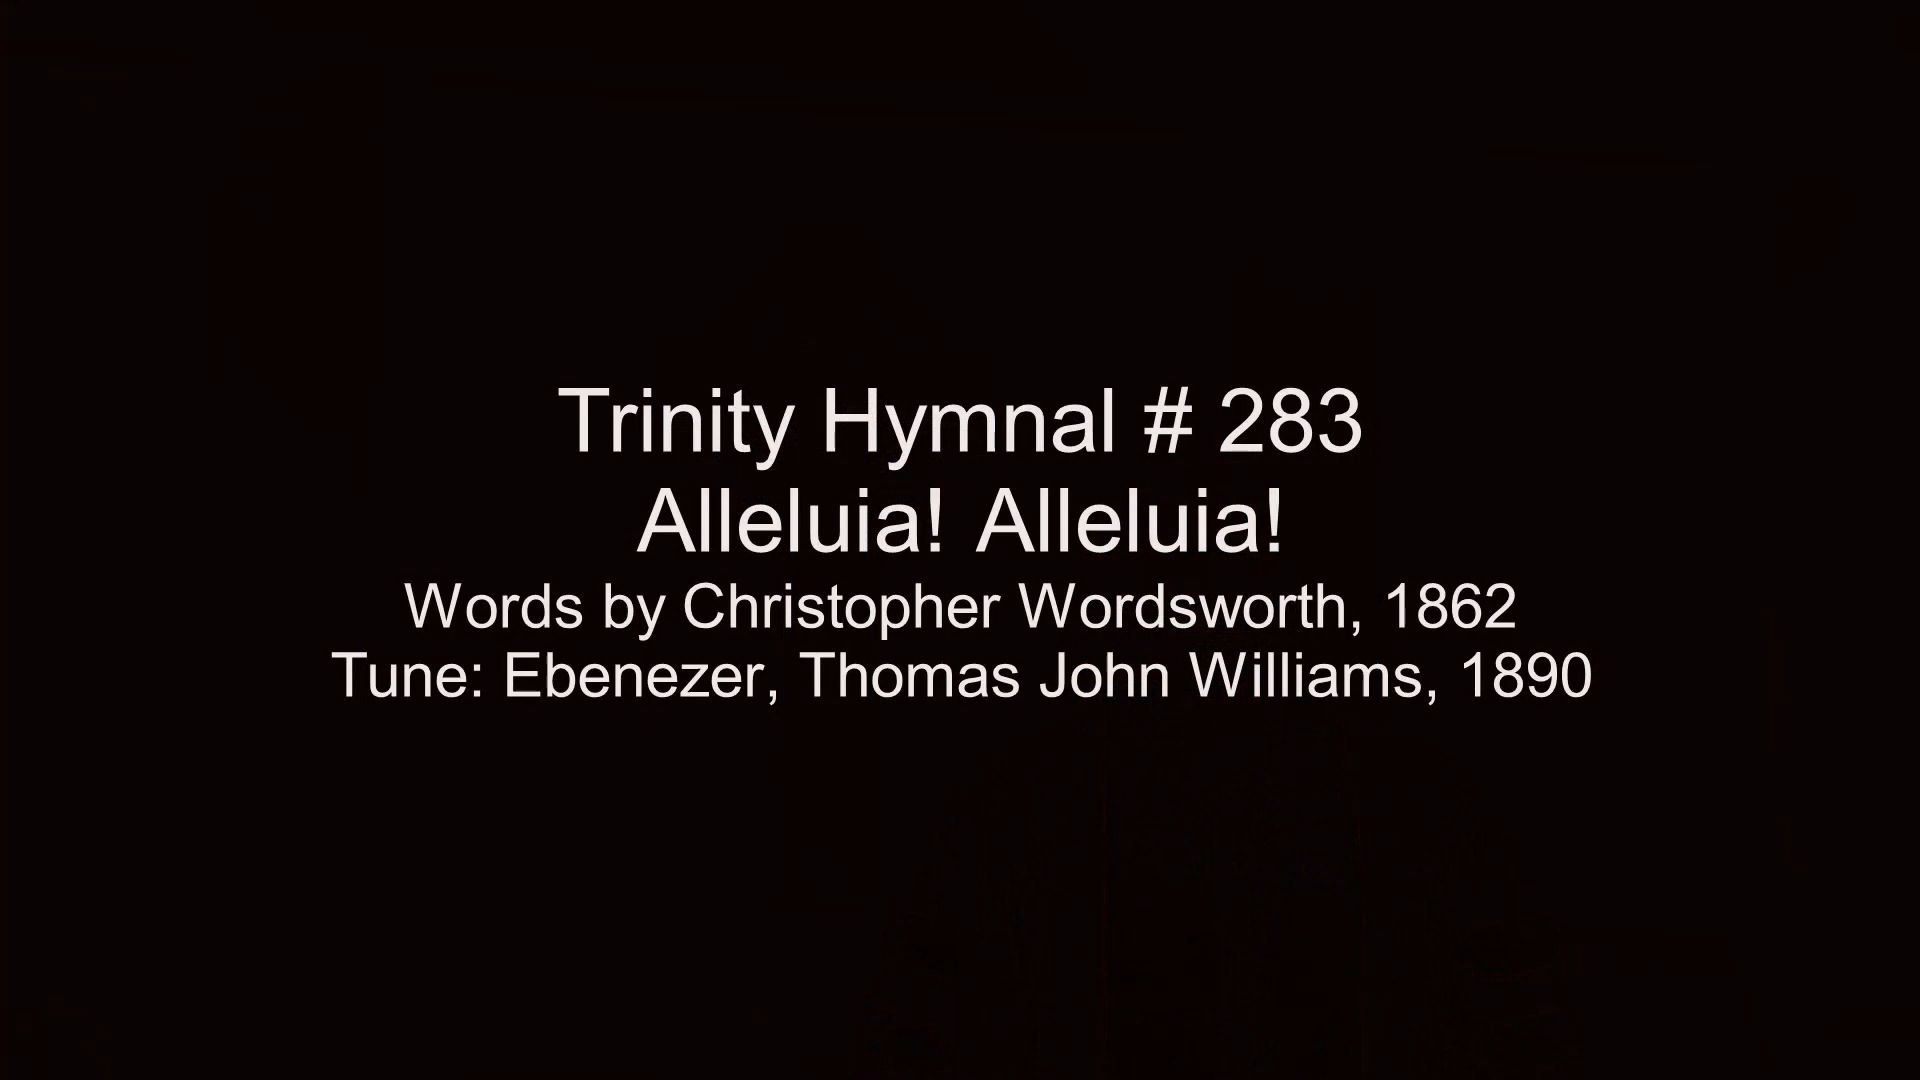 Trinity Hymnal # 283
Alleluia! Alleluia!
Words by Christopher Wordsworth, 1862
Tune: Ebenezer, Thomas John Williams, 1890